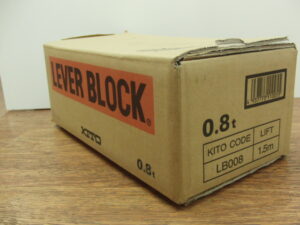 LEVER BLOCK®
KITO
0.8t
0.8t
KITO CODE LIFT
LB008 1.5m